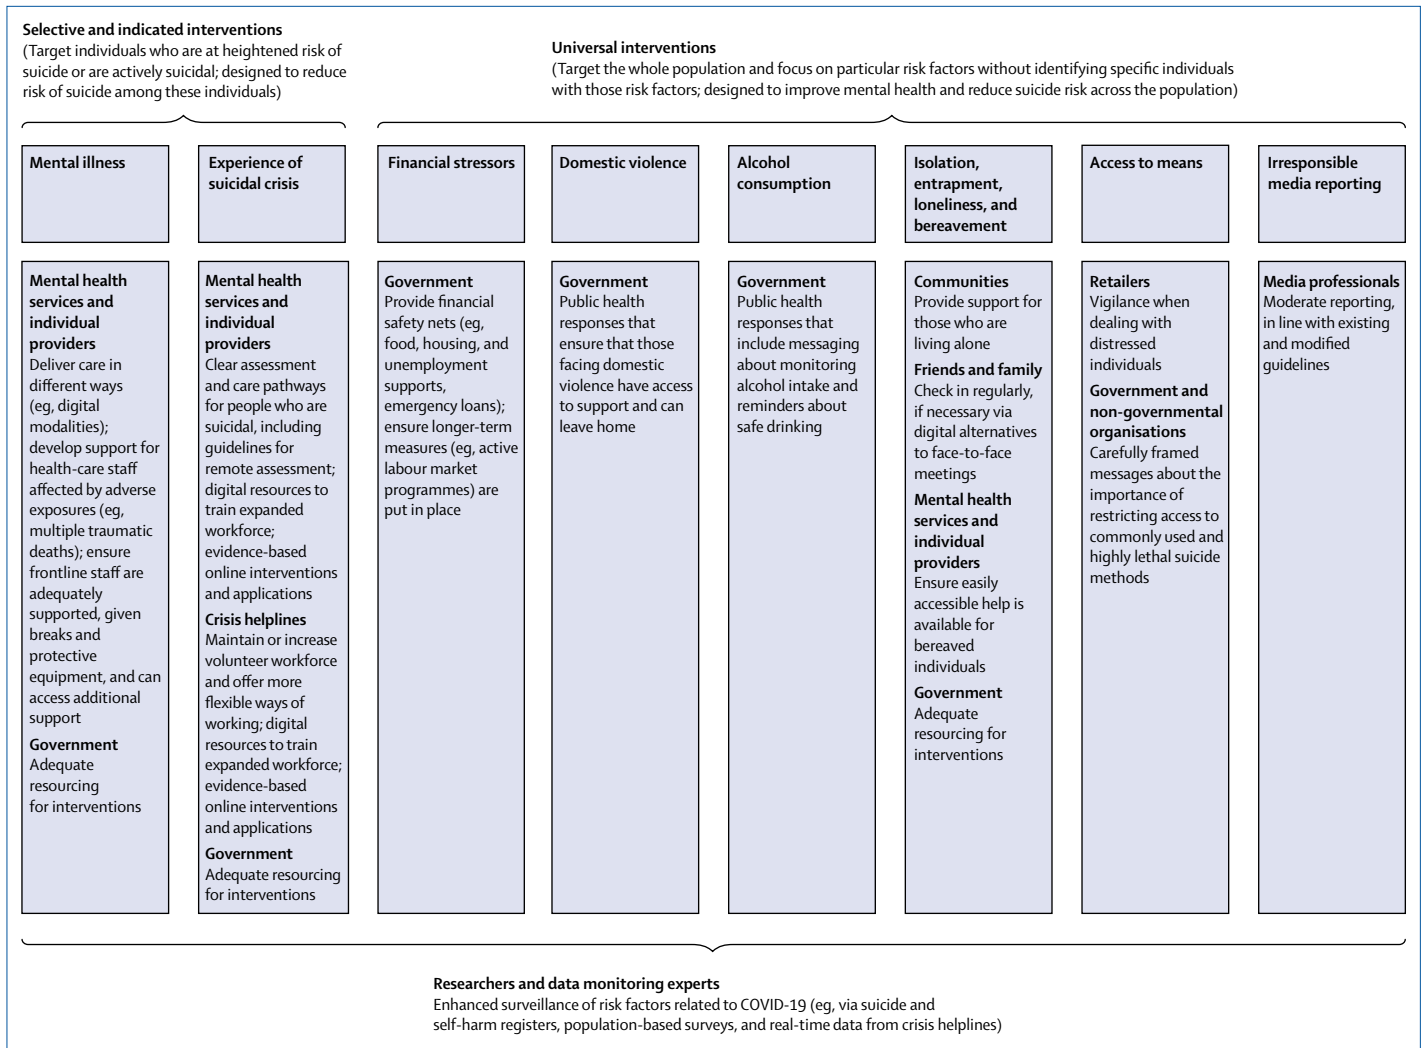 Selective and indicated interventions
(Target individuals who are at heightened risk of
suicide or are actively suicidal; designed to reduce
risk of suicide among these individuals)
Universal interventions
(Target the whole population and focus on particular risk factors without identifying specific individuals
with those risk factors; designed to improve mental health and reduce suicide risk across the population)
Mental illness
Experience of
suicidal crisis
Financial stressors
Domestic violence
Alcohol
consumption
Isolation,
entrapment,
loneliness, and
bereavement
Access to means
Irresponsible
media reporting
Mental health
services and
individual
providers
Deliver care in
different ways
(eg, digital
modalities);
develop support for
health-care staff
affected by adverse
exposures (eg,
multiple traumatic
deaths); ensure
frontline staff are
adequately
supported, given
breaks and
protective
equipment, and can
access additional
support
Government
Adequate
resourcing
for interventions
Mental health
services and
individual
providers
Clear assessment
and care pathways
for people who are
suicidal, including
guidelines for
remote assessment;
digital resources to
train expanded
workforce;
evidence-based
online interventions
and applications
Crisis helplines
Maintain or increase
volunteer workforce
and offer more
flexible ways of
working; digital
resources to train
expanded workforce;
evidence-based
online interventions
and applications
Government
Adequate resourcing
for interventions
Government
Provide financial
safety nets (eg,
food, housing, and
unemployment
supports,
emergency loans);
ensure longer-term
measures (eg, active
labour market
programmes) are
put in place
Government
Public health
responses that
ensure that those
facing domestic
violence have access
to support and can
leave home
Government
Public health
responses that
include messaging
about monitoring
alcohol intake and
reminders about
safe drinking
Communities
Provide support for
those who are
living alone
Friends and family
Check in regularly,
if necessary via
digital alternatives
to face-to-face
meetings
Mental health
services and
individual
providers
Ensure easily
accessible help is
available for
bereaved
individuals
Government
Adequate
resourcing for
interventions
Retailers
Vigilance when
dealing with
distressed
individuals
Government and
non-governmental
organisations
Carefully framed
messages about the
importance of
restricting access to
commonly used and
highly lethal suicide
methods
Media professionals
Moderate reporting,
in line with existing
and modified
guidelines
Researchers and data monitoring experts
Enhanced surveillance of risk factors related to COVID-19 (eg, via suicide and
self-harm registers, population-based surveys, and real-time data from crisis helplines)